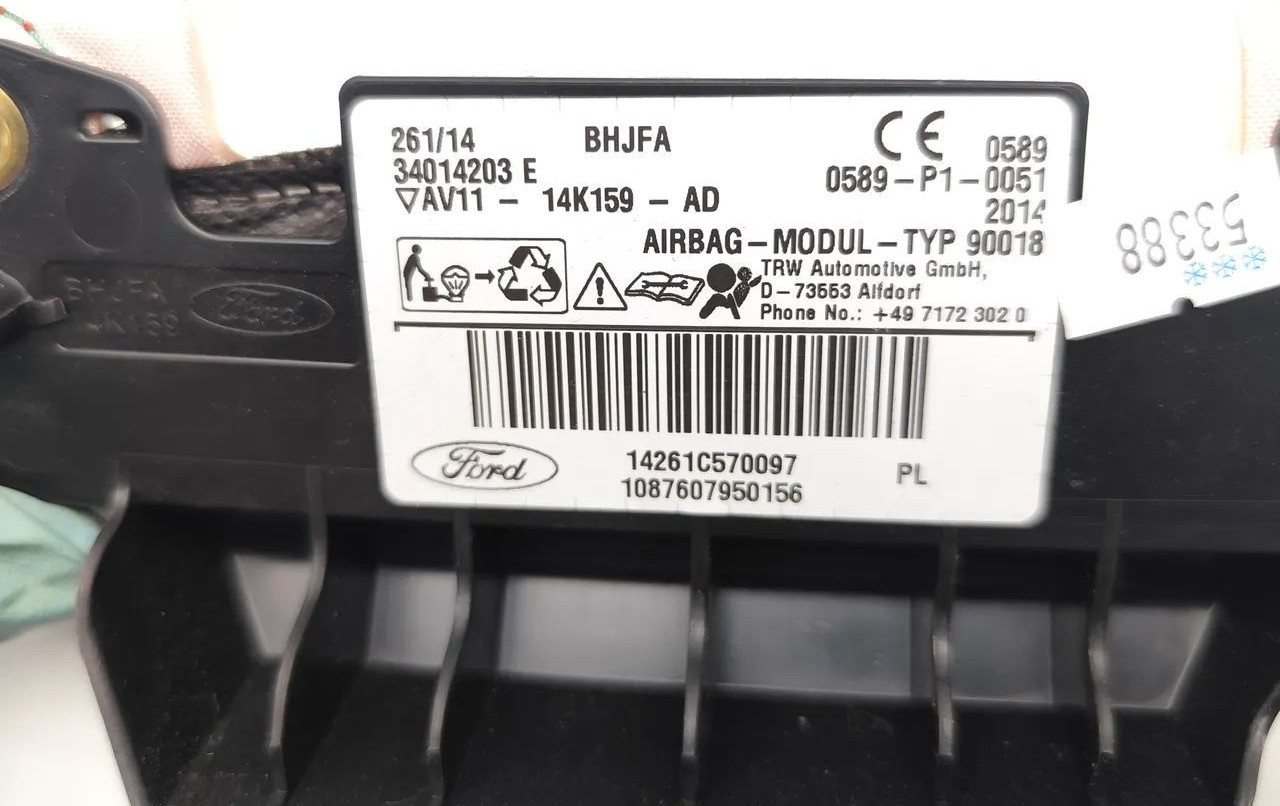 261/14 BHJFA CE 0589
34014203 E 0589-P1-0051
▽AV11 - 14K159 - AD 2014
AIRBAG-MODUL-TYP 90018
TRW Automotive GmbH,
D-73553 Alfdorf
Phone No.: +49 7172 302 0
Ford
14261C570097 PL
1087607950156
53388
***
BHJFA
14K159
Ford